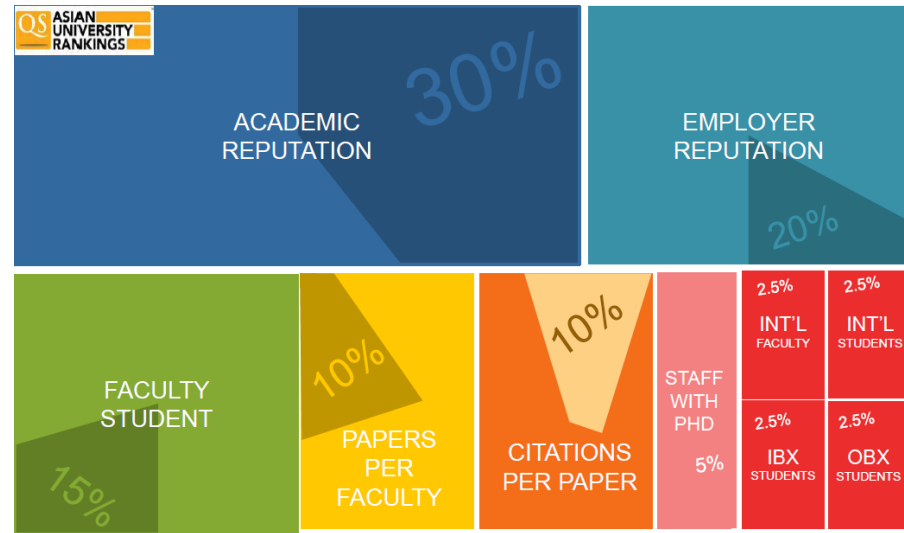 QS
ASIAN
UNIVERSITY
RANKINGS
30%
ACADEMIC
REPUTATION
EMPLOYER
REPUTATION
20%
FACULTY
STUDENT
15%
10%
PAPERS
PER
FACULTY
10%
CITATIONS
PER PAPER
STAFF
WITH
PHD
5%
2.5%
INT'L
FACULTY
2.5%
INT'L
STUDENTS
2.5%
IBX
STUDENTS
2.5%
OBX
STUDENTS